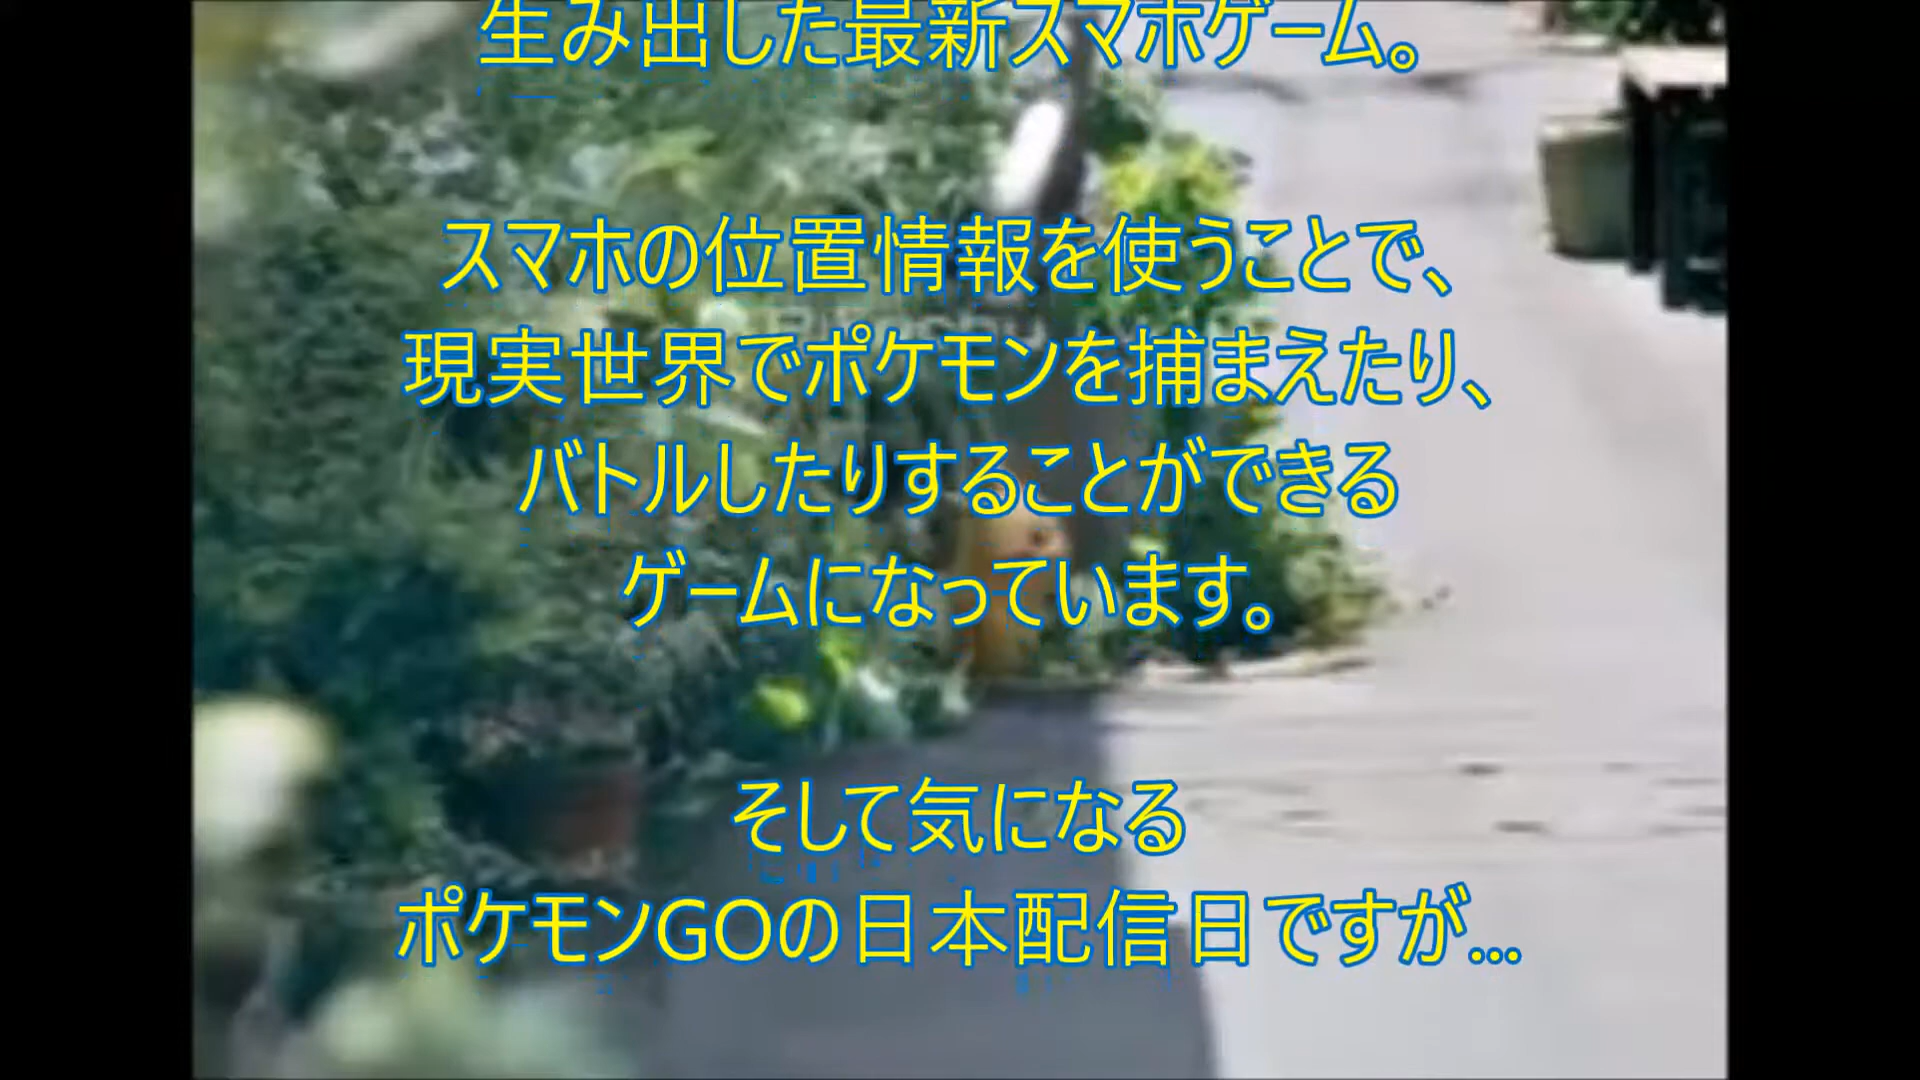 生み出した最新スマホゲーム。
スマホの位置情報を使うことで、
現実世界でポケモンを捕まえたり、
バトルしたりすることができる
ゲームになっています。
そして気になる
ポケモンGOの日本配信日ですが...